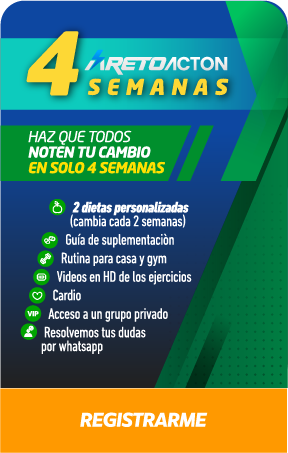 4 ARETOACTON
SEMANAS
HAZ QUE TODOS
NOTÉN TU CAMBIO
EN SOLO 4 SEMANAS
2 dietas personalizadas
(cambia cada 2 semanas)
Guía de suplementaciòn
Rutina para casa y gym
Videos en HD de los ejercicios
Cardio
VIP Acceso a un grupo privado
Resolvemos tus dudas
por whatsapp
REGISTRARME